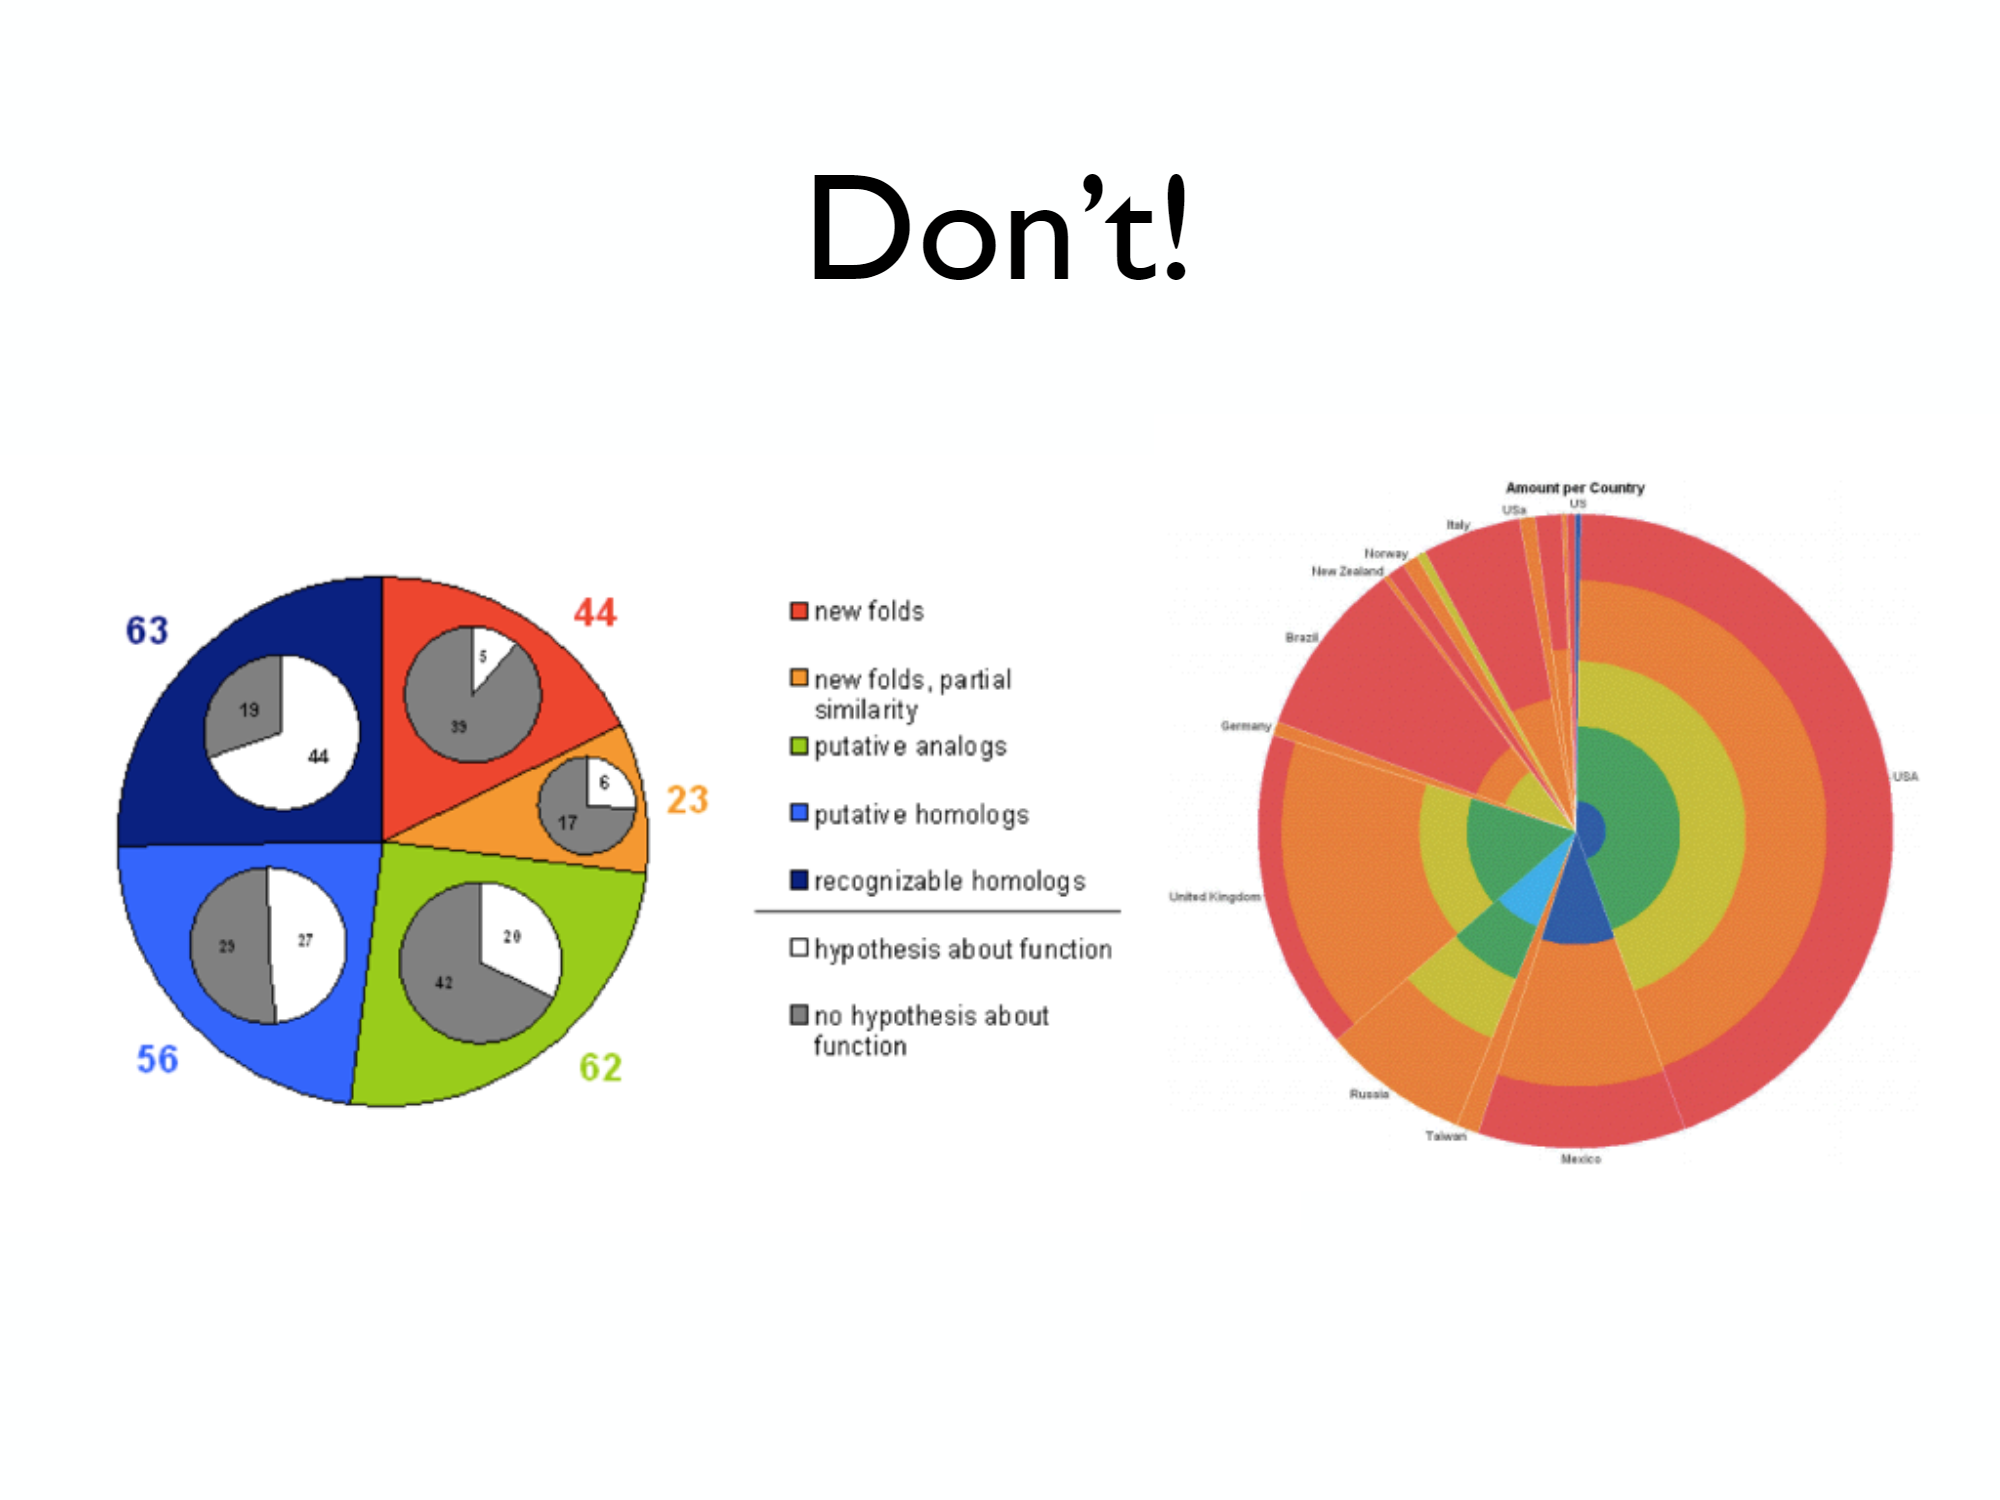 Don’t!
63
44
23
56
62
19
44
5
39
6
17
29
27
20
42
new folds
new folds, partial
similarity
putative analogs
putative homologs
recognizable homologs
hypothesis about function
no hypothesis about
function
Amount per Country
US
USa
Italy
Norway
New Zealand
Brazil
Germany
USA
United Kingdom
Russia
Taiwan
Mexico